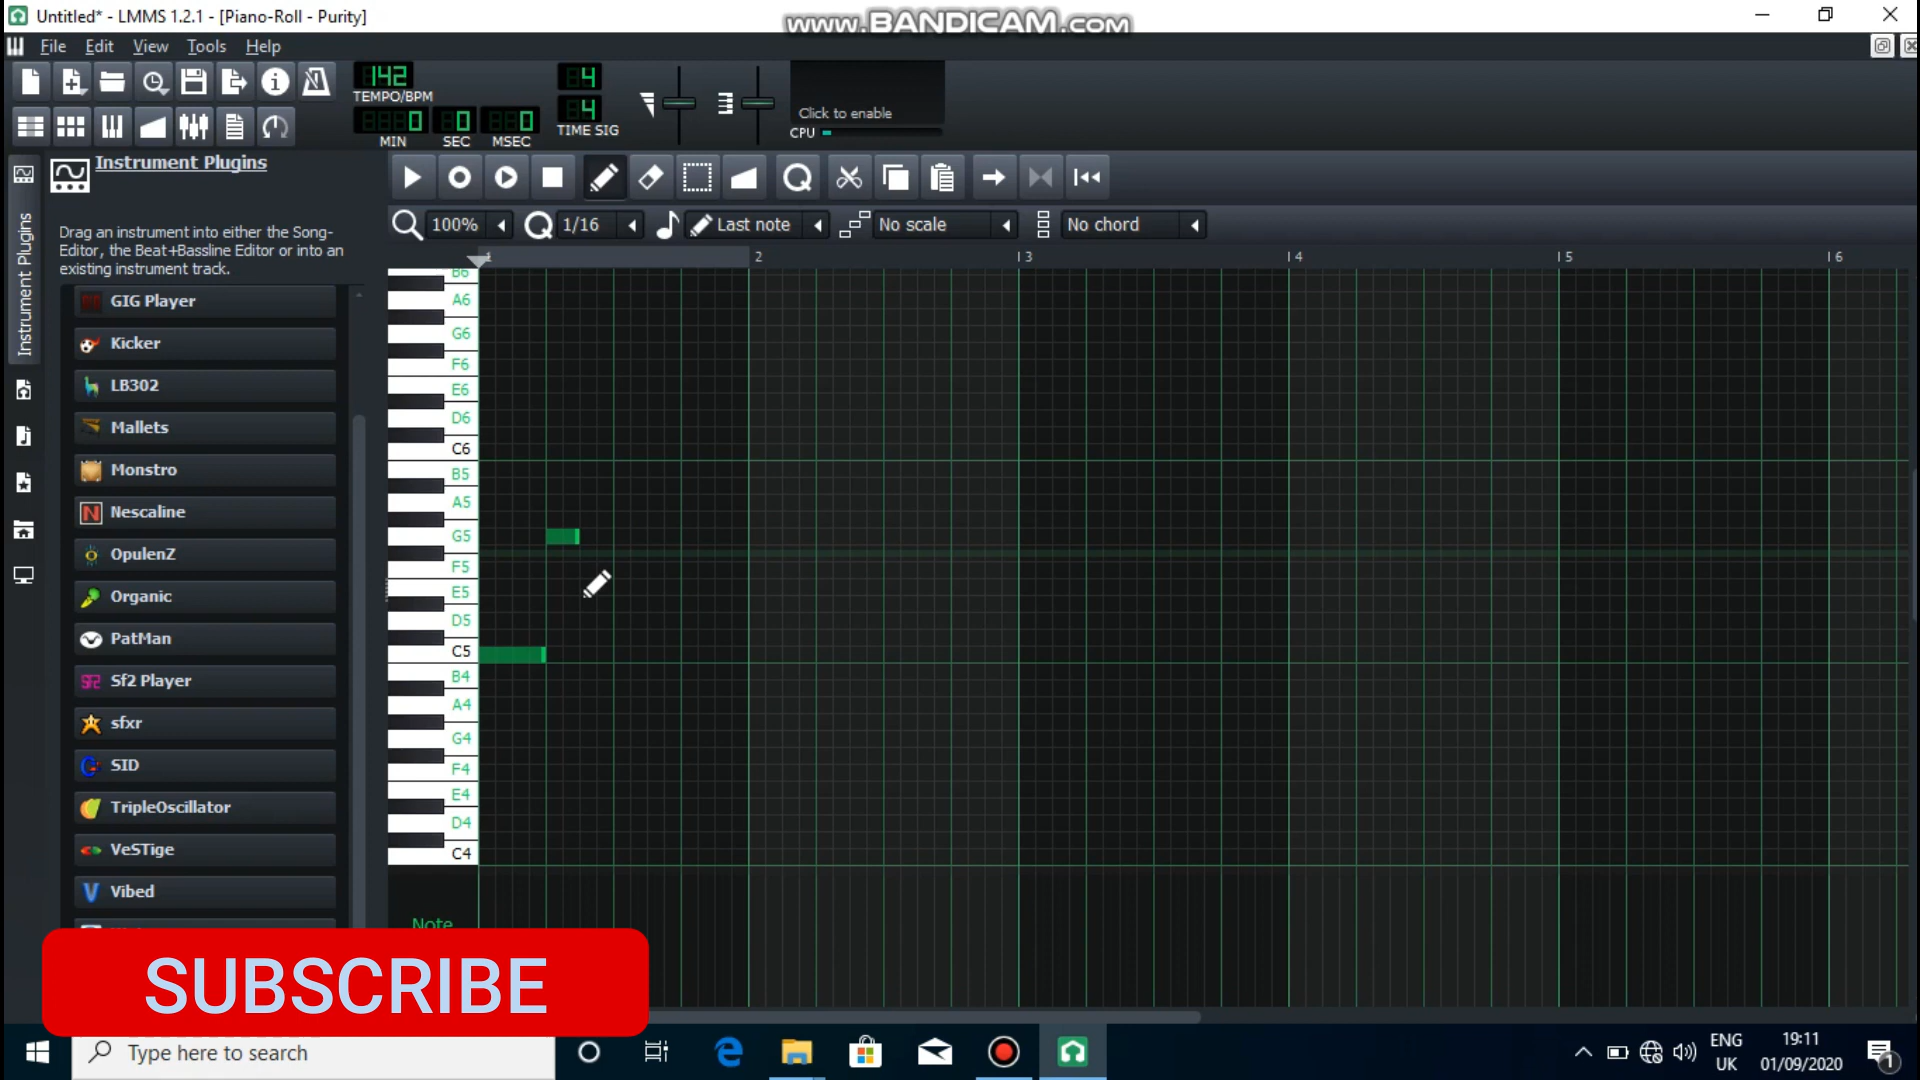 Untitled* - LMMS 1.2.1 - [Piano-Roll - Purity]
www.BANDICAM.com
File Edit View Tools Help
142
TEMPO/BPM
0 0 0
MIN SEC MSEC
4
4
TIME SIG
Click to enable
CPU
Instrument Plugins
Instrument Plugins
Drag an instrument into either the Song-
Editor, the Beat+Bassline Editor or into an
existing instrument track.
GIG Player
Kicker
LB302
Mallets
Monstro
Nescaline
OpulenZ
Organic
PatMan
Sf2 Player
sfxr
SID
TripleOscillator
VeSTige
Vibed
100% 1/16 Last note No scale No chord
1 2 3 4 5 6
B6
A6
G6
F6
E6
D6
C6
B5
A5
G5
F5
E5
D5
C5
B4
A4
G4
F4
E4
D4
C4
Note
SUBSCRIBE
Type here to search
ENG
UK
19:11
01/09/2020
1